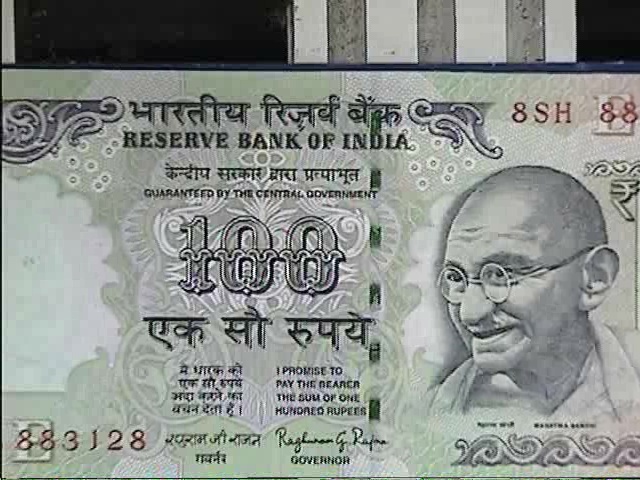 भारतीय रिज़र्व बैंक
RESERVE BANK OF INDIA
8SH 88
केन्द्रीय सरकार द्वारा प्रत्याभूत
GUARANTEED BY THE CENTRAL GOVERNMENT
₹
100
एक सौ रुपये
मैं धारक को
एक सौ रुपये
अदा करने का
वचन देता हूँ ।
I PROMISE TO
PAY THE BEARER
THE SUM OF ONE
HUNDRED RUPEES
महात्मा गांधी MAHATMA GANDHI
883128
रघुराम जी राजन
Raghuram G. Rajan
गवर्नर
GOVERNOR